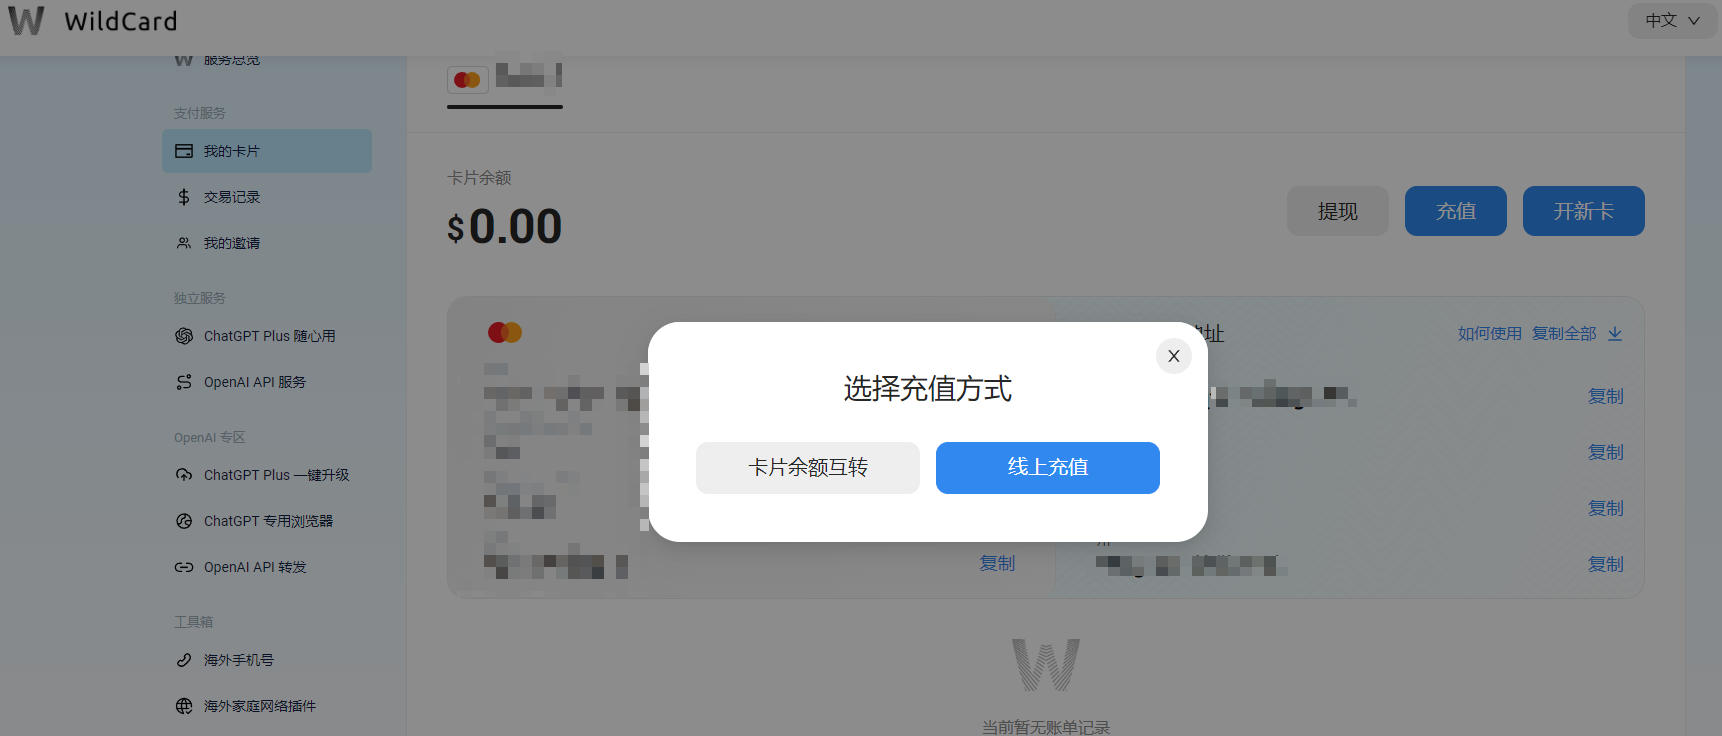 WildCard
中文
服务总览
支付服务
我的卡片
交易记录
我的邀请
独立服务
ChatGPT Plus 随心用
OpenAI API 服务
OpenAI 专区
ChatGPT Plus 一键升级
ChatGPT 专用浏览器
OpenAI API 转发
工具箱
海外手机号
海外家庭网络插件
卡片余额
$0.00
提现
充值
开新卡
址
如何使用 复制全部
复制
复制
复制
复制
复制
选择充值方式
X
卡片余额互转
线上充值
当前暂无账单记录